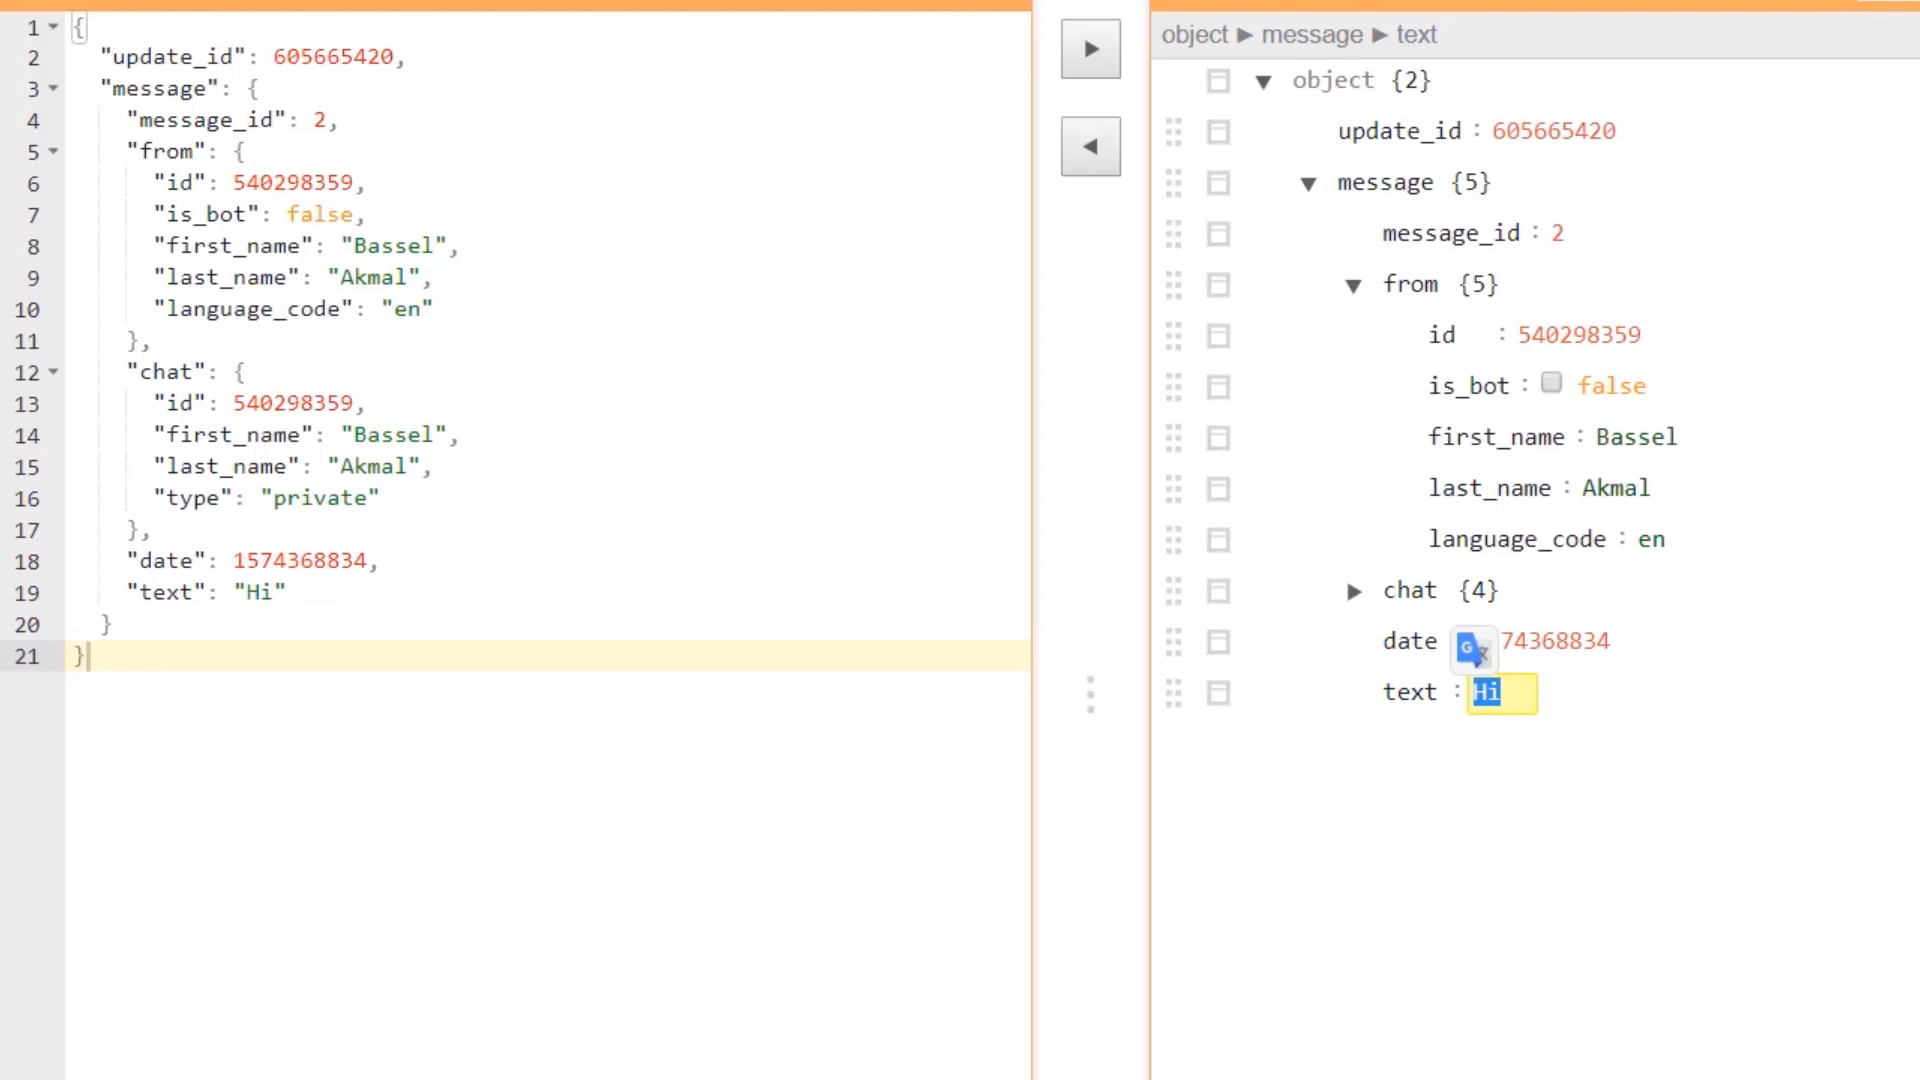 1 {
2 "update_id": 605665420,
3 "message": {
4 "message_id": 2,
5 "from": {
6 "id": 540298359,
7 "is_bot": false,
8 "first_name": "Bassel",
9 "last_name": "Akmal",
10 "language_code": "en"
11 },
12 "chat": {
13 "id": 540298359,
14 "first_name": "Bassel",
15 "last_name": "Akmal",
16 "type": "private"
17 },
18 "date": 1574368834,
19 "text": "Hi"
20 }
21 }
object ► message ► text
▼ object {2}
update_id : 605665420
▼ message {5}
message_id : 2
▼ from {5}
id : 540298359
is_bot : false
first_name : Bassel
last_name : Akmal
language_code : en
► chat {4}
date 74368834
text : Hi